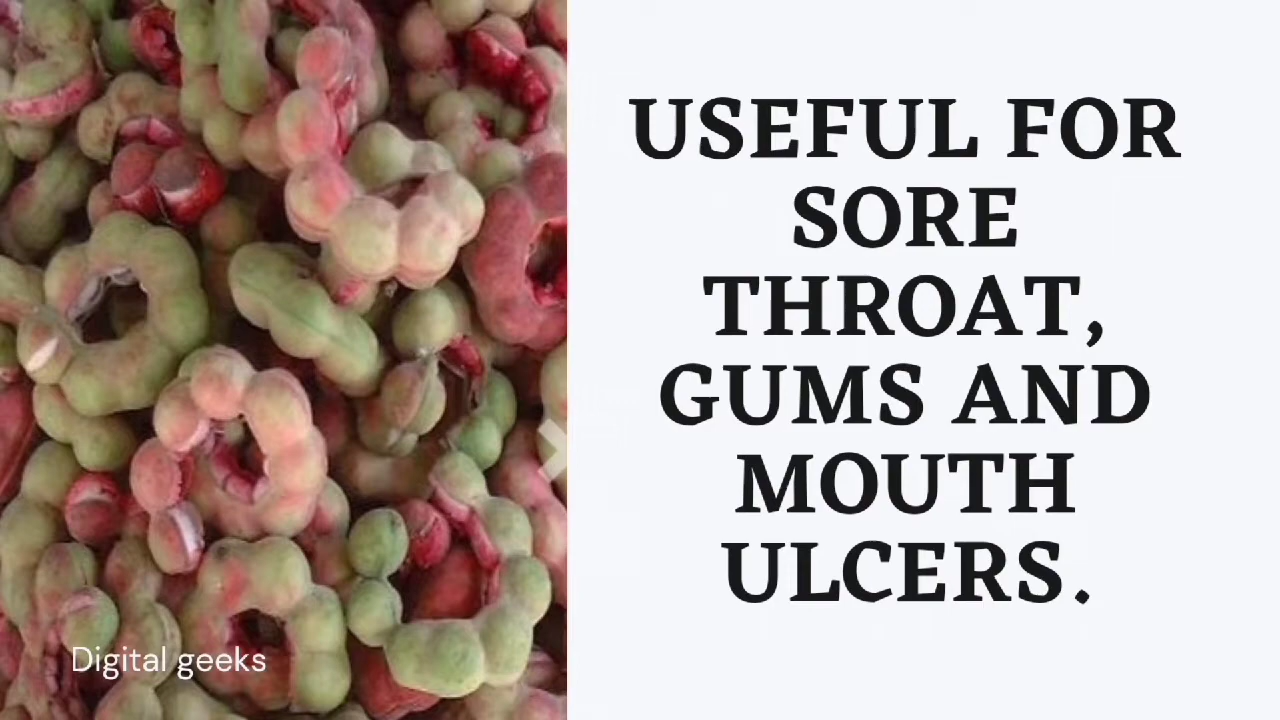 USEFUL FOR
SORE
THROAT,
GUMS AND
MOUTH
ULCERS.
Digital geeks